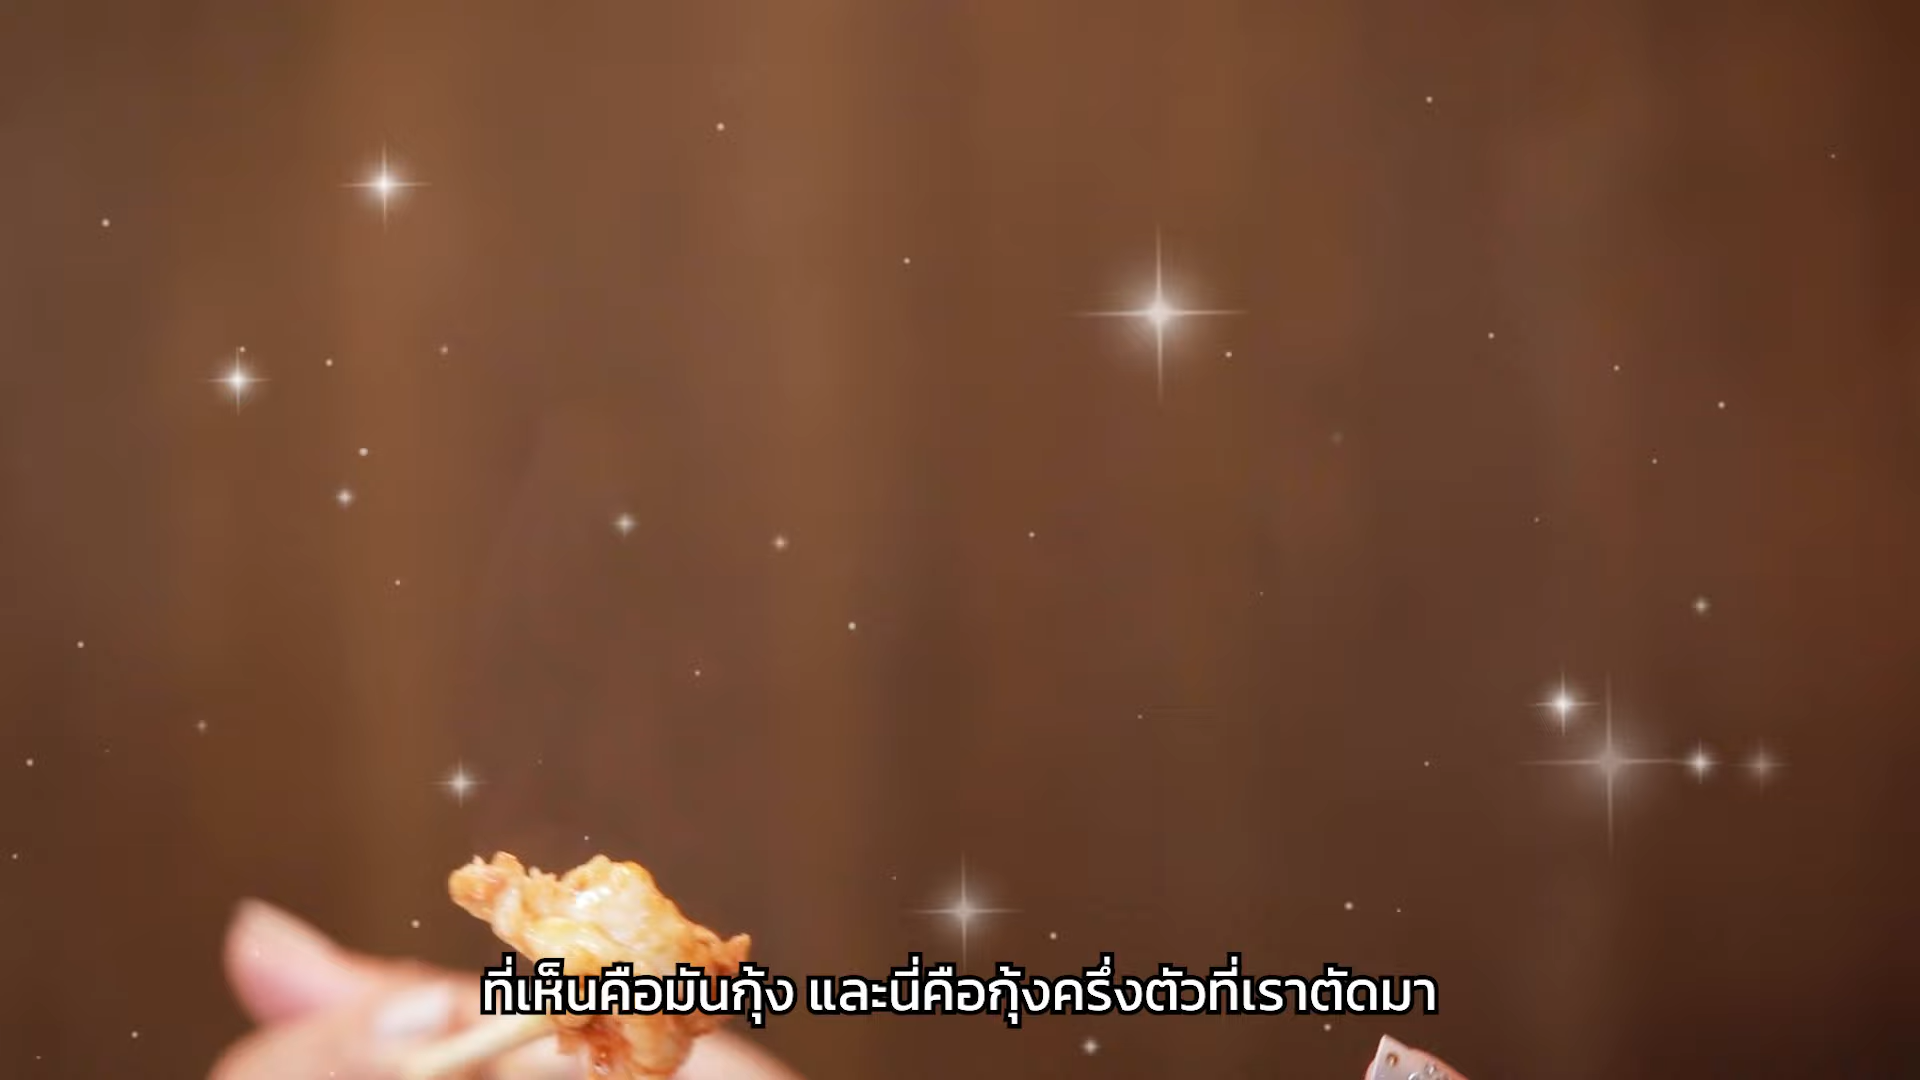 ที่เห็นคือมันกุ้ง และนี่คือกุ้งครึ่งตัวที่เราตัดมา